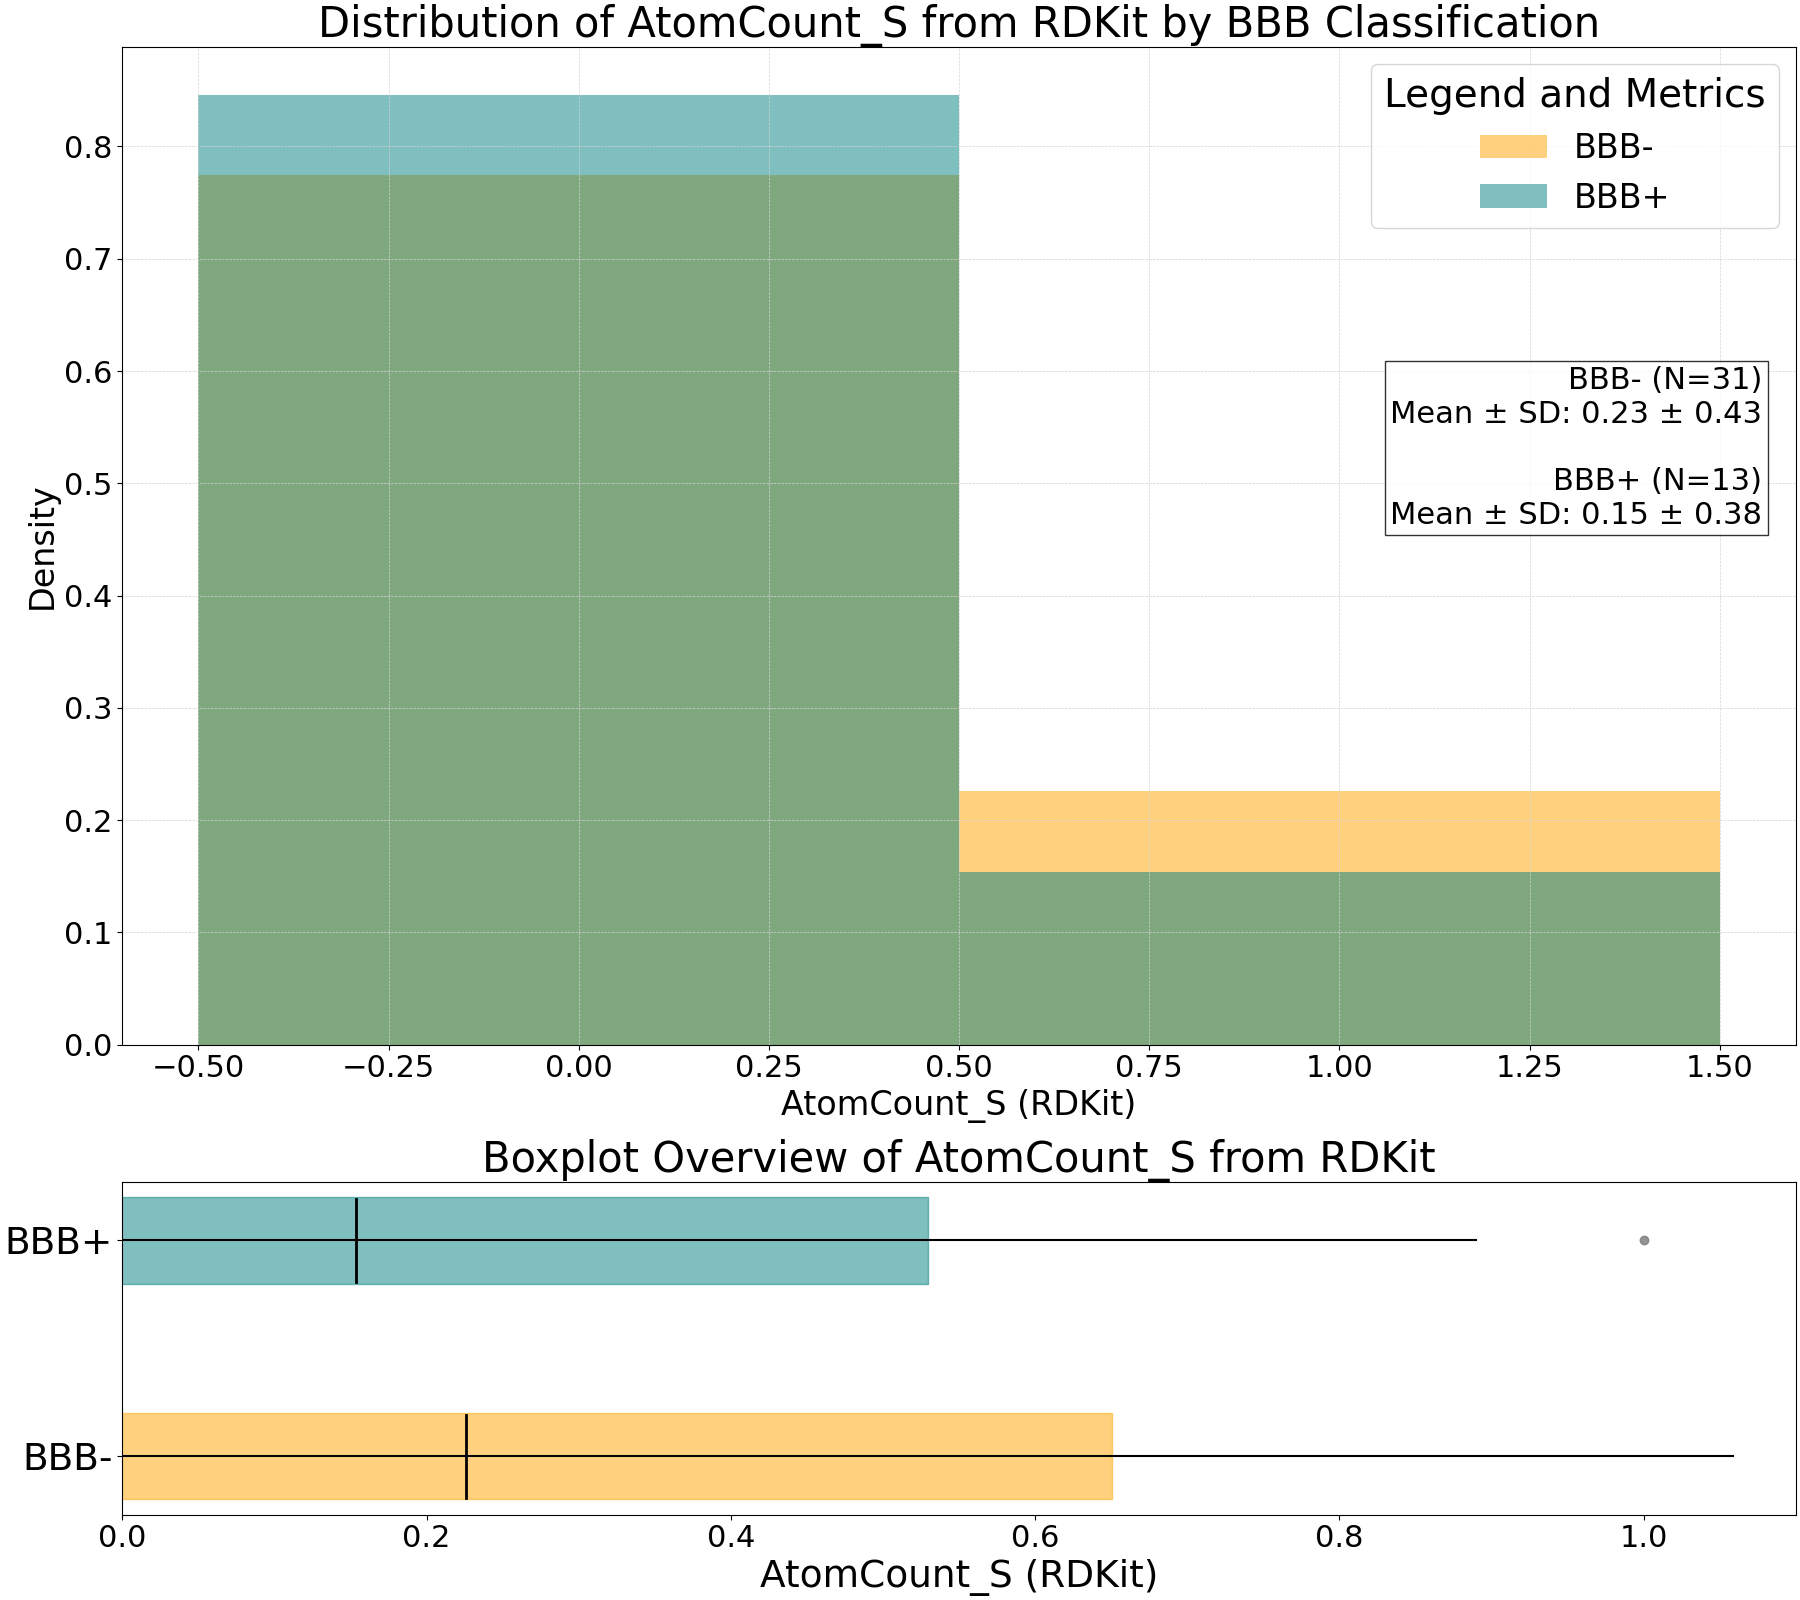 Distribution of AtomCount_S from RDKit by BBB Classification
Legend and Metrics
BBB-
BBB+
BBB- (N=31)
Mean ± SD: 0.23 ± 0.43
BBB+ (N=13)
Mean ± SD: 0.15 ± 0.38
Density
0.8
0.7
0.6
0.5
0.4
0.3
0.2
0.1
0.0
−0.50 −0.25 0.00 0.25 0.50 0.75 1.00 1.25 1.50
AtomCount_S (RDKit)
Boxplot Overview of AtomCount_S from RDKit
BBB+
BBB-
0.0 0.2 0.4 0.6 0.8 1.0
AtomCount_S (RDKit)